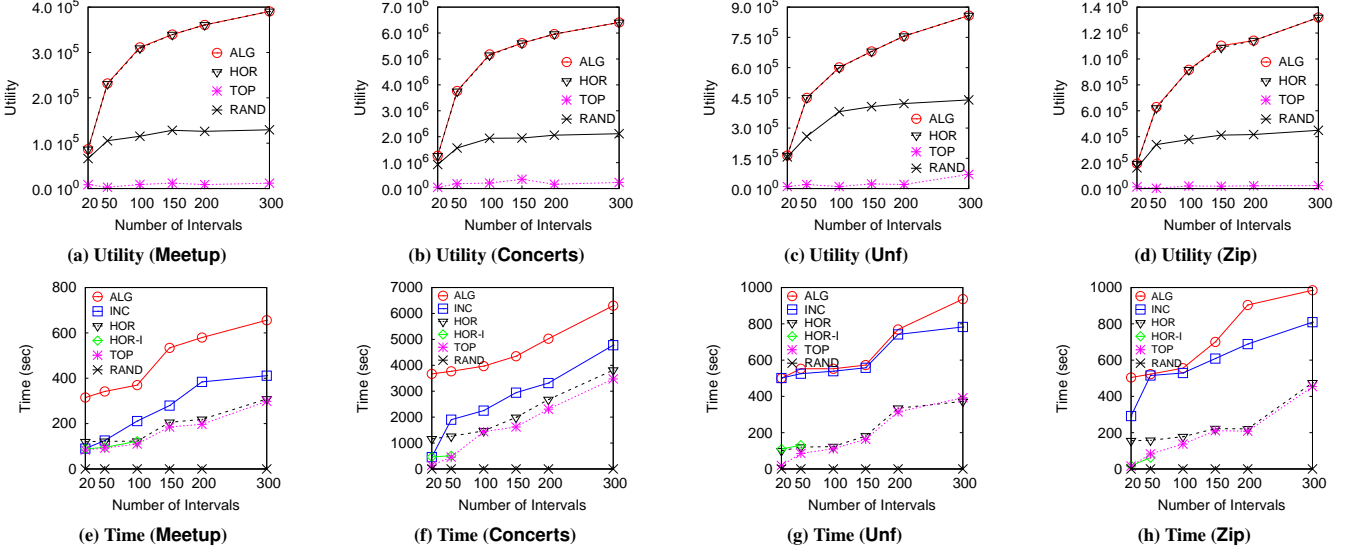 4.0 10^5
3.0 10^5
2.0 10^5
1.0 10^5
0.0 10^0
Utility
ALG
HOR
TOP
RAND
20 50 100 150 200 300
Number of Intervals
(a) Utility (Meetup)
7.0 10^6
6.0 10^6
5.0 10^6
4.0 10^6
3.0 10^6
2.0 10^6
1.0 10^6
0.0 10^0
Utility
ALG
HOR
TOP
RAND
20 50 100 150 200 300
Number of Intervals
(b) Utility (Concerts)
9.0 10^5
7.5 10^5
6.0 10^5
4.5 10^5
3.0 10^5
1.5 10^5
0.0 10^0
Utility
ALG
HOR
TOP
RAND
20 50 100 150 200 300
Number of Intervals
(c) Utility (Unf)
1.4 10^6
1.2 10^6
1.0 10^6
8.0 10^5
6.0 10^5
4.0 10^5
2.0 10^5
0.0 10^0
Utility
ALG
HOR
TOP
RAND
20 50 100 150 200 300
Number of Intervals
(d) Utility (Zip)
800
600
400
200
0
Time (sec)
ALG
INC
HOR
HOR-I
TOP
RAND
20 50 100 150 200 300
Number of Intervals
(e) Time (Meetup)
7000
6000
5000
4000
3000
2000
1000
0
Time (sec)
ALG
INC
HOR
HOR-I
TOP
RAND
20 50 100 150 200 300
Number of Intervals
(f) Time (Concerts)
1000
800
600
400
200
0
Time (sec)
ALG
INC
HOR
HOR-I
TOP
RAND
20 50 100 150 200 300
Number of Intervals
(g) Time (Unf)
1000
800
600
400
200
0
Time (sec)
ALG
INC
HOR
HOR-I
TOP
RAND
20 50 100 150 200 300
Number of Intervals
(h) Time (Zip)